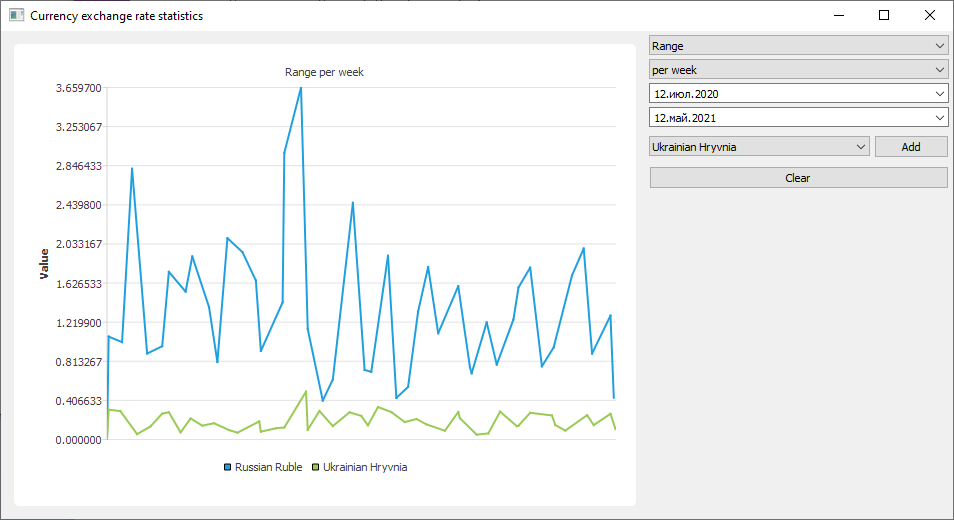 Currency exchange rate statistics
Range per week
3.659700
3.253067
2.846433
2.439800
2.033167
1.626533
1.219900
0.813267
0.406633
0.000000
Value
Russian Ruble
Ukrainian Hryvnia
Range
per week
12.июл.2020
12.май.2021
Ukrainian Hryvnia
Add
Clear